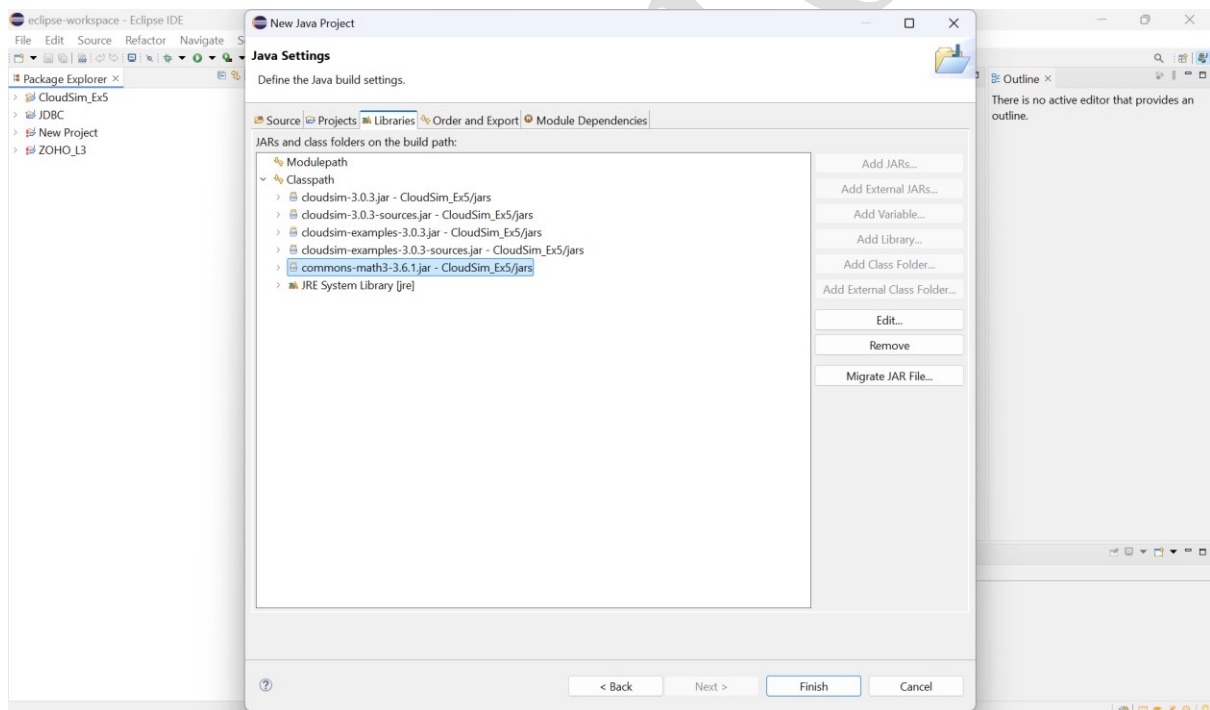 eclipse-workspace - Eclipse IDE
File Edit Source Refactor Navigate S
Package Explorer ×
CloudSim_Ex5
JDBC
New Project
ZOHO_L3
New Java Project
Java Settings
Define the Java build settings.
Source Projects Libraries Order and Export Module Dependencies
JARs and class folders on the build path:
Modulepath
Classpath
cloudsim-3.0.3.jar - CloudSim_Ex5/jars
cloudsim-3.0.3-sources.jar - CloudSim_Ex5/jars
cloudsim-examples-3.0.3.jar - CloudSim_Ex5/jars
cloudsim-examples-3.0.3-sources.jar - CloudSim_Ex5/jars
commons-math3-3.6.1.jar - CloudSim_Ex5/jars
JRE System Library [jre]
Add JARs...
Add External JARs...
Add Variable...
Add Library...
Add Class Folder...
Add External Class Folder...
Edit...
Remove
Migrate JAR File...
< Back Next > Finish Cancel
Outline ×
There is no active editor that provides an
outline.